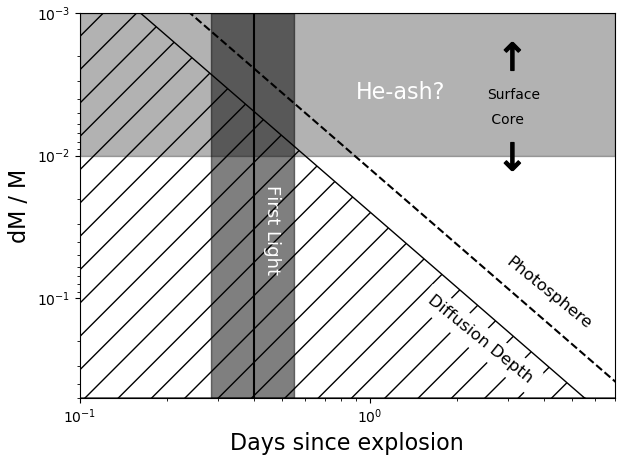 10⁻³
He-ash?
Surface
Core
10⁻²
dM / M
First Light
10⁻¹
Photosphere
Diffusion Depth
10⁻¹
10⁰
Days since explosion